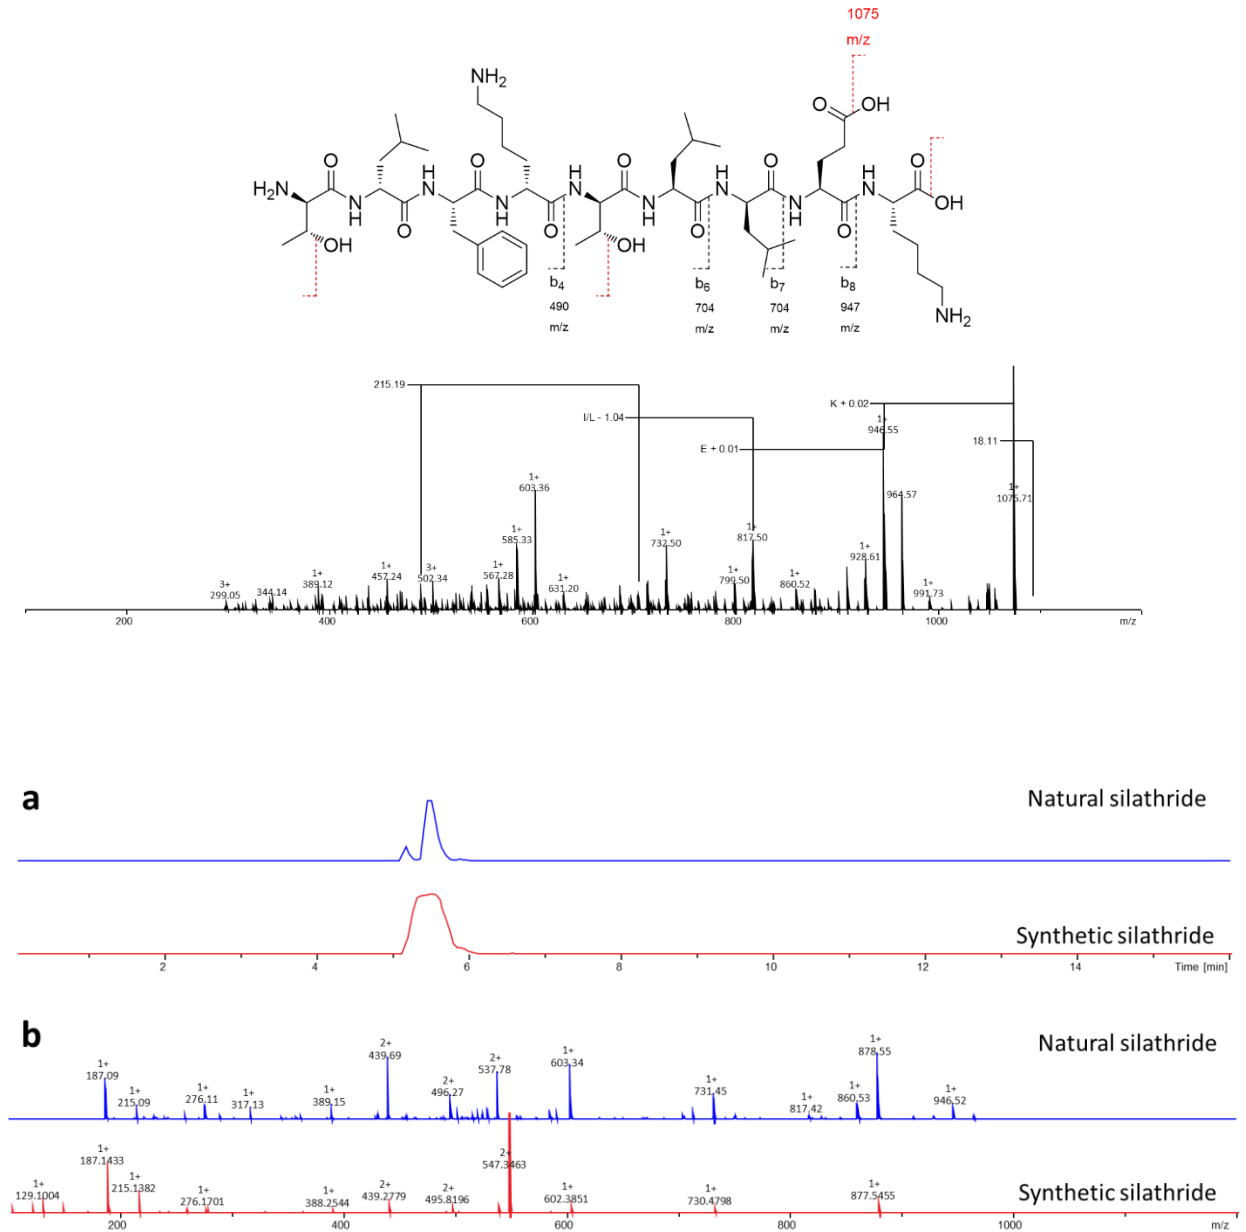 1075
m/z
NH2
O
OH
O
O
O
O
O
H
N
H
N
H
N
H
N
H2N
N
H
N
H
N
H
N
H
OH
OH
O
O
O
O
OH
b4
b6
b7
b8
490
704
704
947
m/z
m/z
m/z
m/z
NH2
215.19
K + 0.02
I/L - 1.04
1+
946.55
18.11
E + 0.01
1+
603.36
964.57
1+
1075.71
1+
585.33
1+
732.50
1+
817.50
1+
389.12
1+
457.24
3+
502.34
1+
567.28
1+
928.61
3+
299.05
344.14
1+
631.20
1+
799.50
1+
860.52
1+
991.73
200
400
600
800
1000
m/z
a
Natural silathride
Synthetic silathride
2
4
6
8
10
12
14
Time [min]
b
Natural silathride
1+
187.09
1+
215.09
1+
276.11
1+
317.13
1+
389.15
2+
439.69
2+
496.27
2+
537.78
1+
603.34
1+
731.45
1+
817.42
1+
860.53
1+
878.55
1+
946.52
Synthetic silathride
1+
129.1004
1+
187.1433
1+
215.1382
1+
276.1701
1+
388.2544
2+
439.2779
2+
495.8196
2+
547.3463
1+
602.3851
1+
730.4798
1+
877.5455
200
400
600
800
1000
m/z